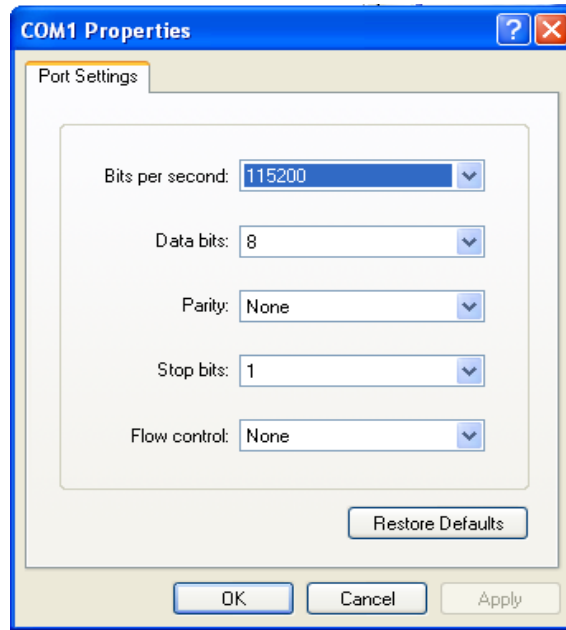 COM1 Properties
Port Settings
Bits per second: 115200
Data bits: 8
Parity: None
Stop bits: 1
Flow control: None
Restore Defaults
OK Cancel Apply